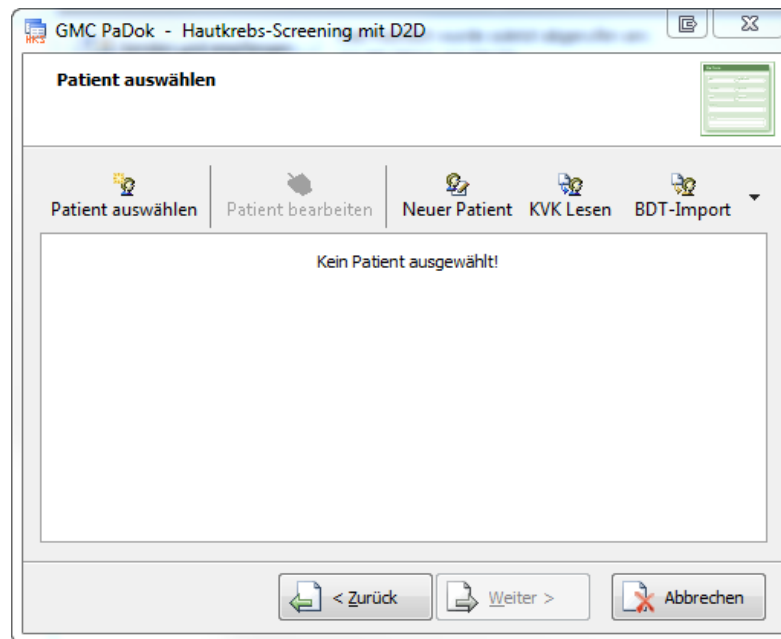 GMC PaDok - Hautkrebs-Screening mit D2D
HKS
Patient auswählen
Patient auswählen Patient bearbeiten Neuer Patient KVK Lesen BDT-Import
Kein Patient ausgewählt!
< Zurück Weiter > Abbrechen